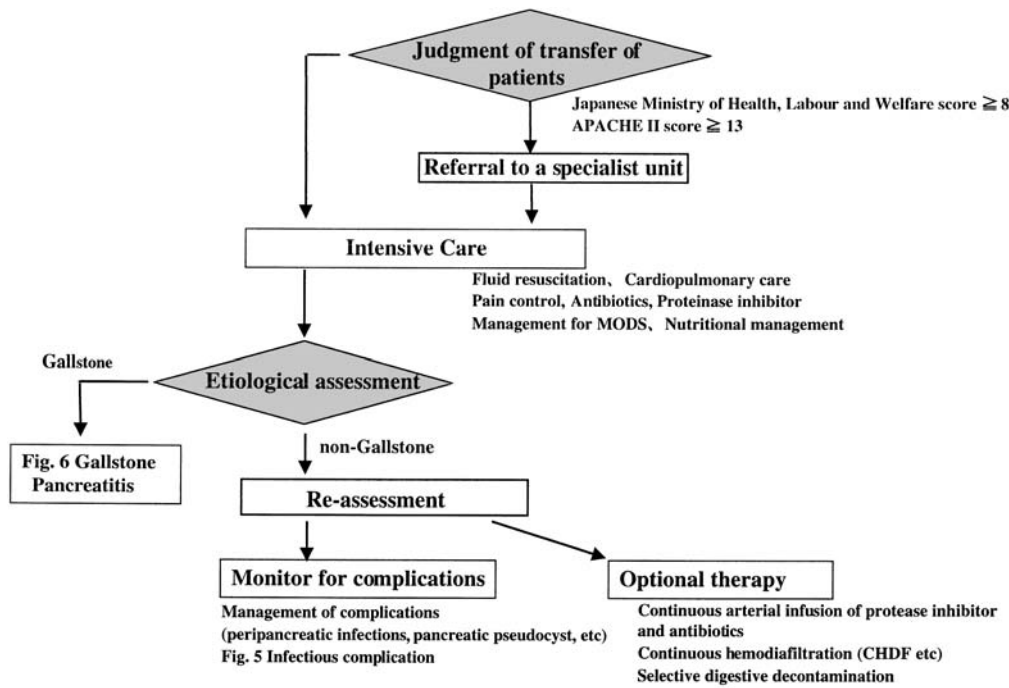 Judgment of transfer of
patients
Japanese Ministry of Health, Labour and Welfare score ≧ 8
APACHE II score ≧ 13
Referral to a specialist unit
Intensive Care
Fluid resuscitation、 Cardiopulmonary care
Pain control, Antibiotics, Proteinase inhibitor
Management for MODS、 Nutritional management
Gallstone
Etiological assessment
non-Gallstone
Fig. 6 Gallstone
Pancreatitis
Re-assessment
Monitor for complications
Management of complications
(peripancreatic infections, pancreatic pseudocyst, etc)
Fig. 5 Infectious complication
Optional therapy
Continuous arterial infusion of protease inhibitor
and antibiotics
Continuous hemodiafiltration (CHDF etc)
Selective digestive decontamination